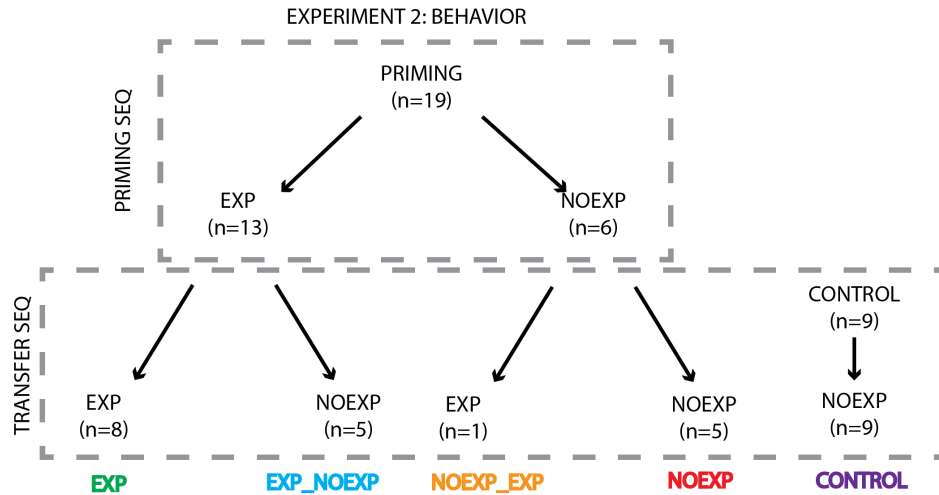 EXPERIMENT 2: BEHAVIOR
PRIMING SEQ
PRIMING
(n=19)
EXP
(n=13)
NOEXP
(n=6)
TRANSFER SEQ
CONTROL
(n=9)
EXP
(n=8)
NOEXP
(n=5)
EXP
(n=1)
NOEXP
(n=5)
NOEXP
(n=9)
EXP
EXP_NOEXP
NOEXP_EXP
NOEXP
CONTROL